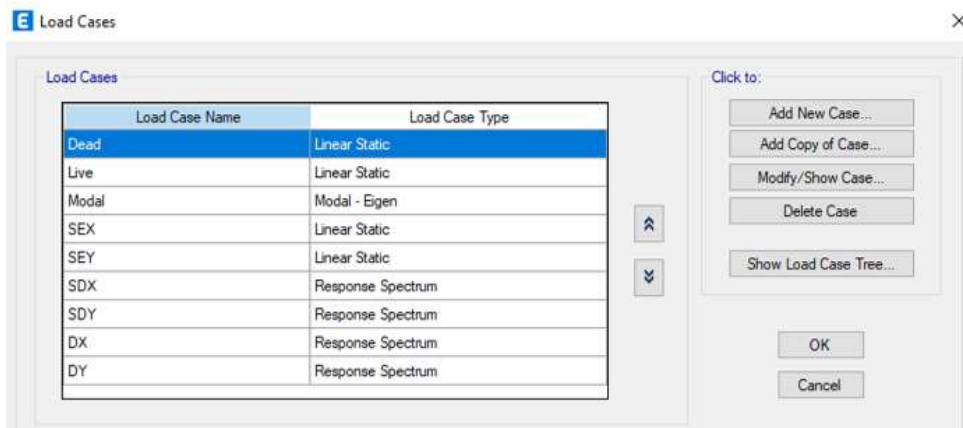 E Load Cases
Load Cases
Load Case Name Load Case Type
Dead Linear Static
Live Linear Static
Modal Modal - Eigen
SEX Linear Static
SEY Linear Static
SDX Response Spectrum
SDY Response Spectrum
DX Response Spectrum
DY Response Spectrum
Click to:
Add New Case...
Add Copy of Case...
Modify/Show Case...
Delete Case
Show Load Case Tree...
OK
Cancel